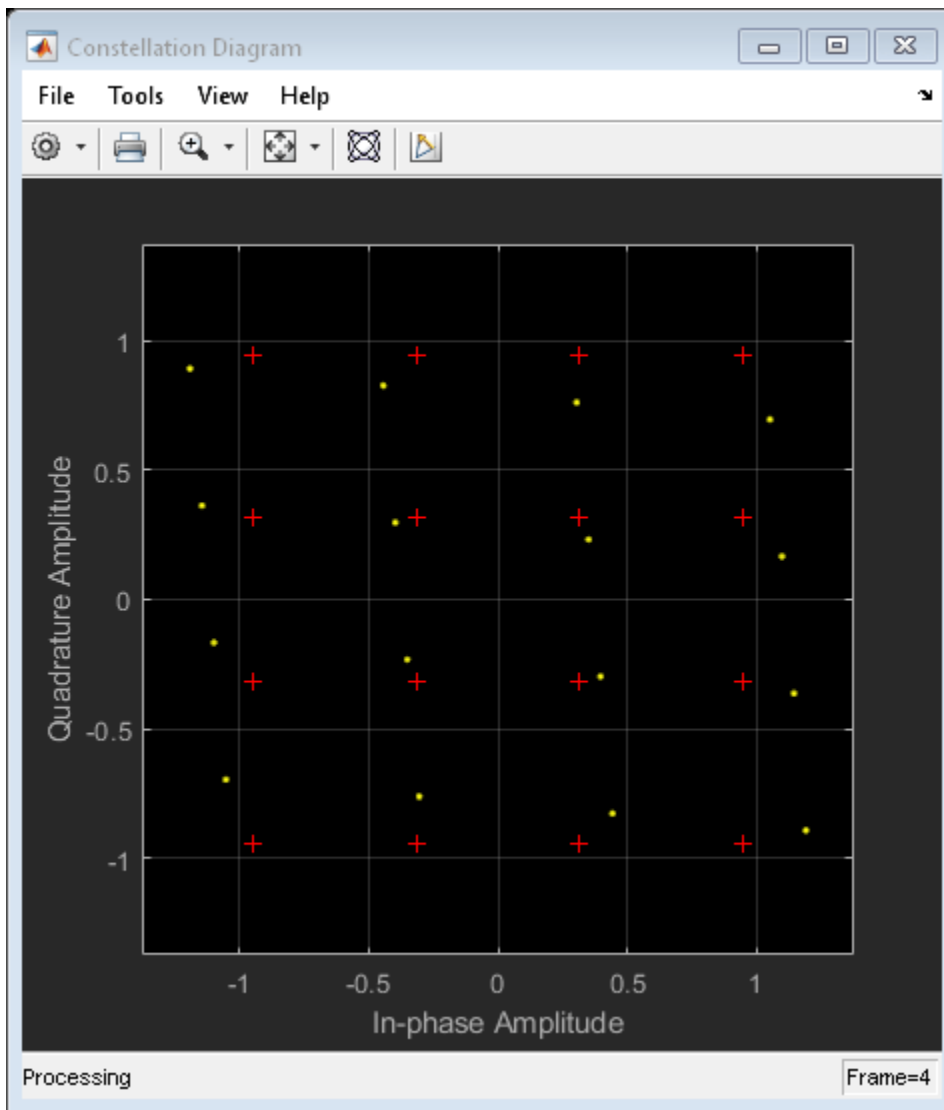 Constellation Diagram
File Tools View Help
1
0.5
0
-0.5
-1
Quadrature Amplitude
-1 -0.5 0 0.5 1
In-phase Amplitude
Processing Frame=4